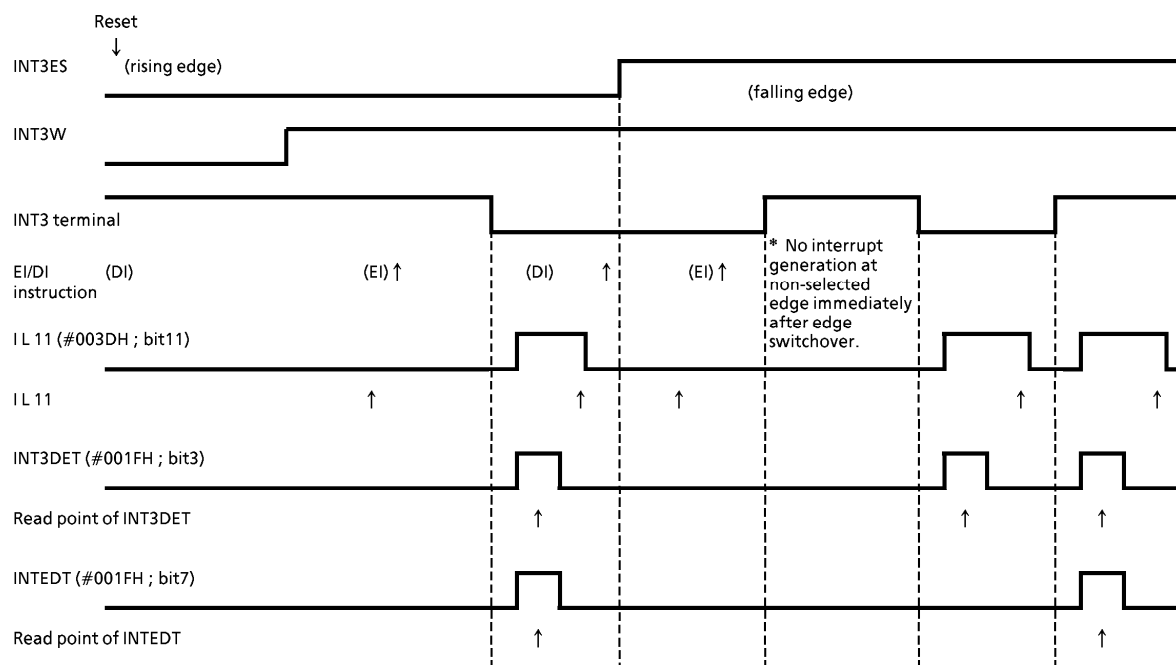 Reset
↓
INT3ES (rising edge)
(falling edge)
INT3W
INT3 terminal
* No interrupt
generation at
non-selected
edge immediately
after edge
switchover.
EI/DI (DI) (EI)↑ (DI) ↑ (EI)↑
instruction
I L 11 (#003DH ; bit11)
I L 11 ↑ ↑ ↑ ↑ ↑
INT3DET (#001FH ; bit3)
Read point of INT3DET ↑ ↑ ↑
INTEDT (#001FH ; bit7)
Read point of INTEDT ↑ ↑